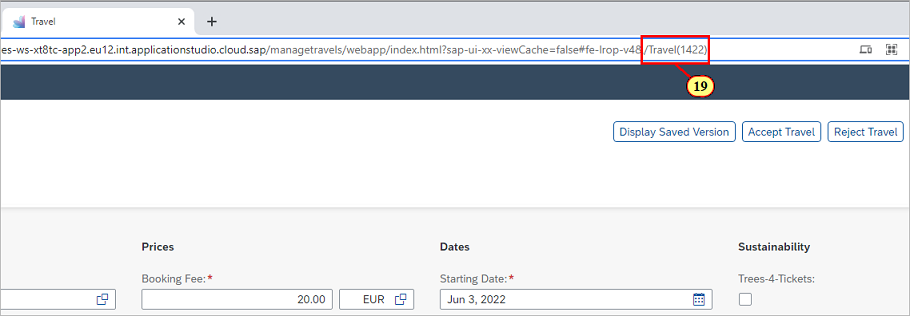 Travel
es-ws-xt8tc-app2.eu12.int.applicationstudio.cloud.sap/managetravels/webapp/index.html?sap-ui-xx-viewCache=false#fe-lrop-v4&/Travel(1422)
19
Display Saved Version Accept Travel Reject Travel
Prices Dates Sustainability
Booking Fee:* Starting Date:* Trees-4-Tickets:
20.00 EUR Jun 3, 2022